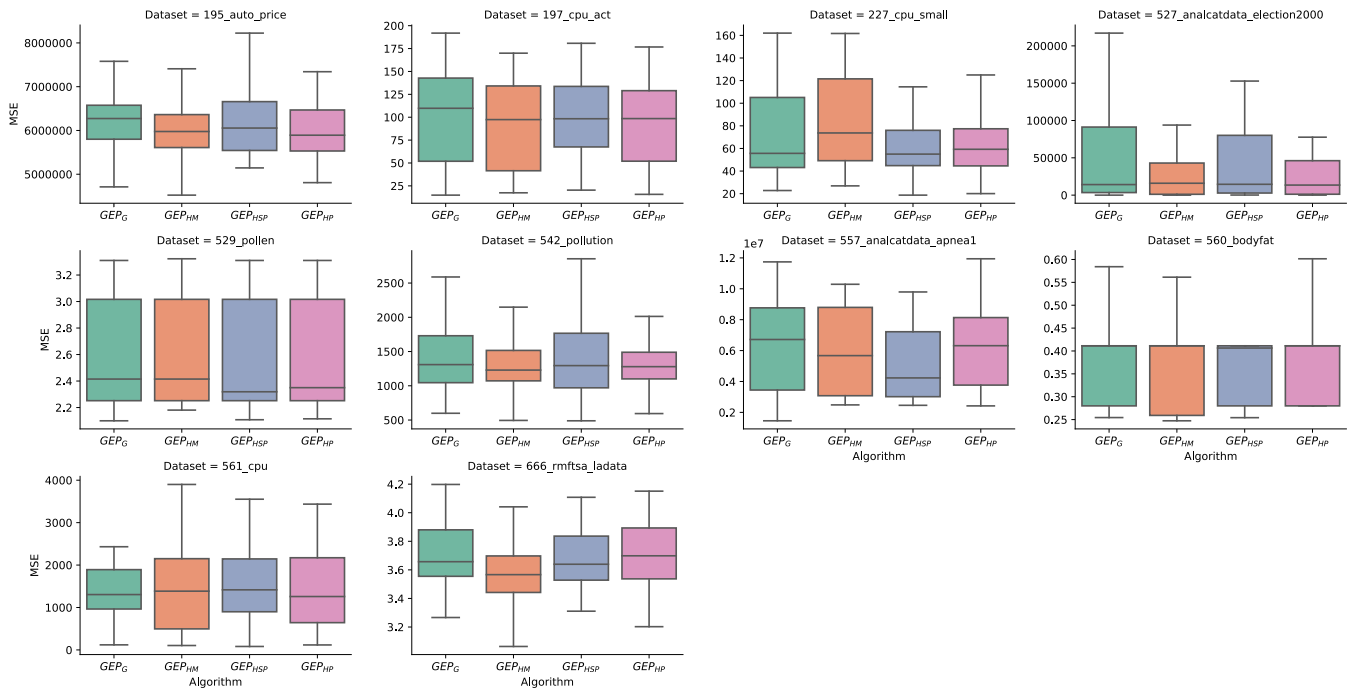 Dataset = 195_auto_price
MSE
8000000
7000000
6000000
5000000
GEP_G GEP_HM GEP_HSP GEP_HP
Dataset = 197_cpu_act
200
175
150
125
100
75
50
25
GEP_G GEP_HM GEP_HSP GEP_HP
Dataset = 227_cpu_small
160
140
120
100
80
60
40
20
GEP_G GEP_HM GEP_HSP GEP_HP
Dataset = 527_analcatdata_election2000
200000
150000
100000
50000
0
GEP_G GEP_HM GEP_HSP GEP_HP
Dataset = 529_pollen
MSE
3.2
3.0
2.8
2.6
2.4
2.2
GEP_G GEP_HM GEP_HSP GEP_HP
Dataset = 542_pollution
2500
2000
1500
1000
500
GEP_G GEP_HM GEP_HSP GEP_HP
Dataset = 557_analcatdata_apnea1
1e7
1.2
1.0
0.8
0.6
0.4
0.2
GEP_G GEP_HM GEP_HSP GEP_HP
Algorithm
Dataset = 560_bodyfat
0.60
0.55
0.50
0.45
0.40
0.35
0.30
0.25
GEP_G GEP_HM GEP_HSP GEP_HP
Algorithm
Dataset = 561_cpu
MSE
4000
3000
2000
1000
0
GEP_G GEP_HM GEP_HSP GEP_HP
Algorithm
Dataset = 666_rmftsa_ladata
4.2
4.0
3.8
3.6
3.4
3.2
GEP_G GEP_HM GEP_HSP GEP_HP
Algorithm